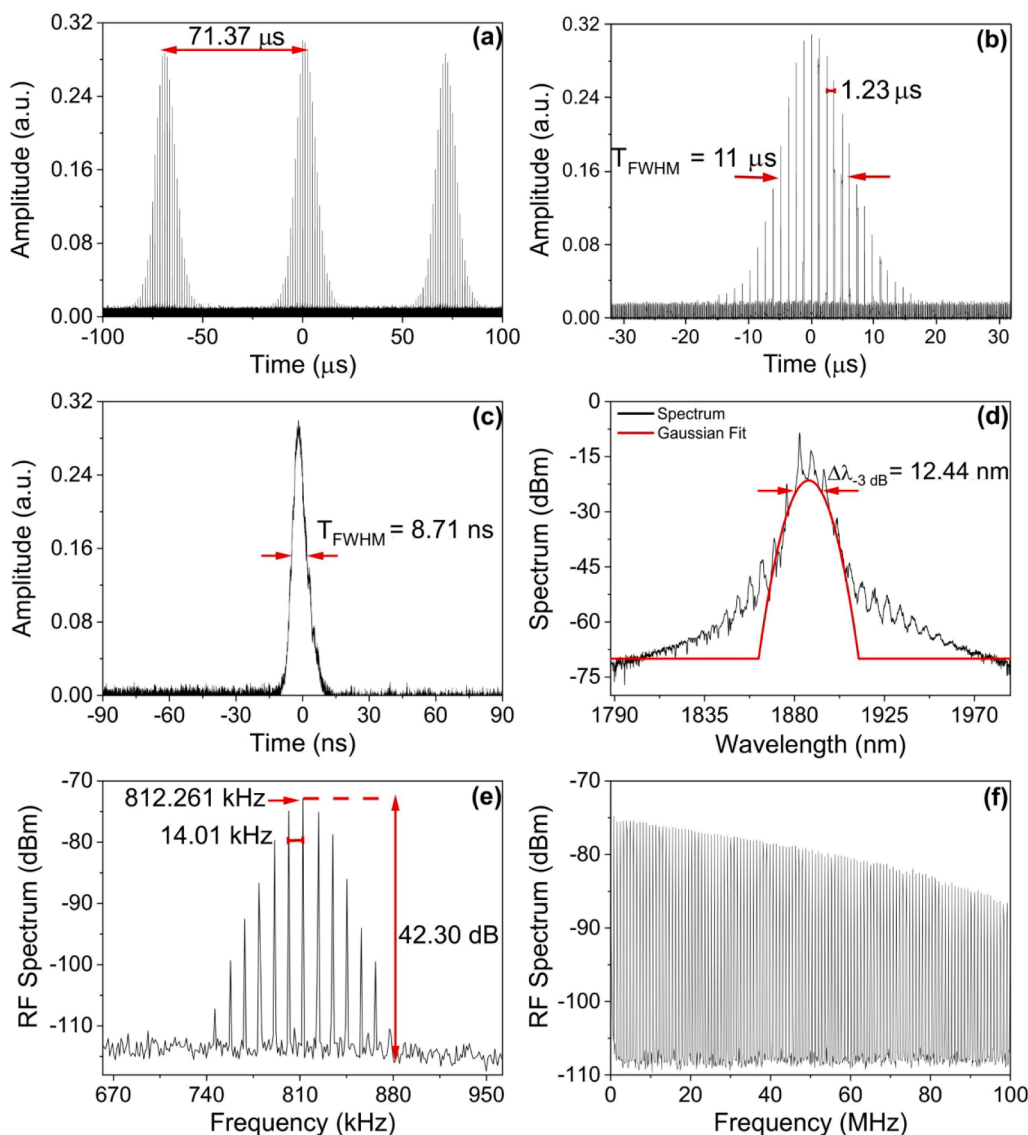 71.37 μs
(a)
0.32
0.24
0.16
0.08
0.00
Amplitude (a.u.)
-100
-50
0
50
100
Time (μs)
(b)
0.32
0.24
0.16
0.08
0.00
Amplitude (a.u.)
1.23 μs
TFWHM = 11 μs
-30
-20
-10
0
10
20
30
Time (μs)
(c)
0.32
0.24
0.16
0.08
0.00
Amplitude (a.u.)
TFWHM = 8.71 ns
-90
-60
-30
0
30
60
90
Time (ns)
(d)
Spectrum
Gaussian Fit
Δλ-3 dB = 12.44 nm
0
-15
-30
-45
-60
-75
Spectrum (dBm)
1790
1835
1880
1925
1970
Wavelength (nm)
(e)
-70
-80
-90
-100
-110
RF Spectrum (dBm)
812.261 kHz
14.01 kHz
42.30 dB
670
740
810
880
950
Frequency (kHz)
(f)
-70
-80
-90
-100
-110
RF Spectrum (dBm)
0
20
40
60
80
100
Frequency (MHz)